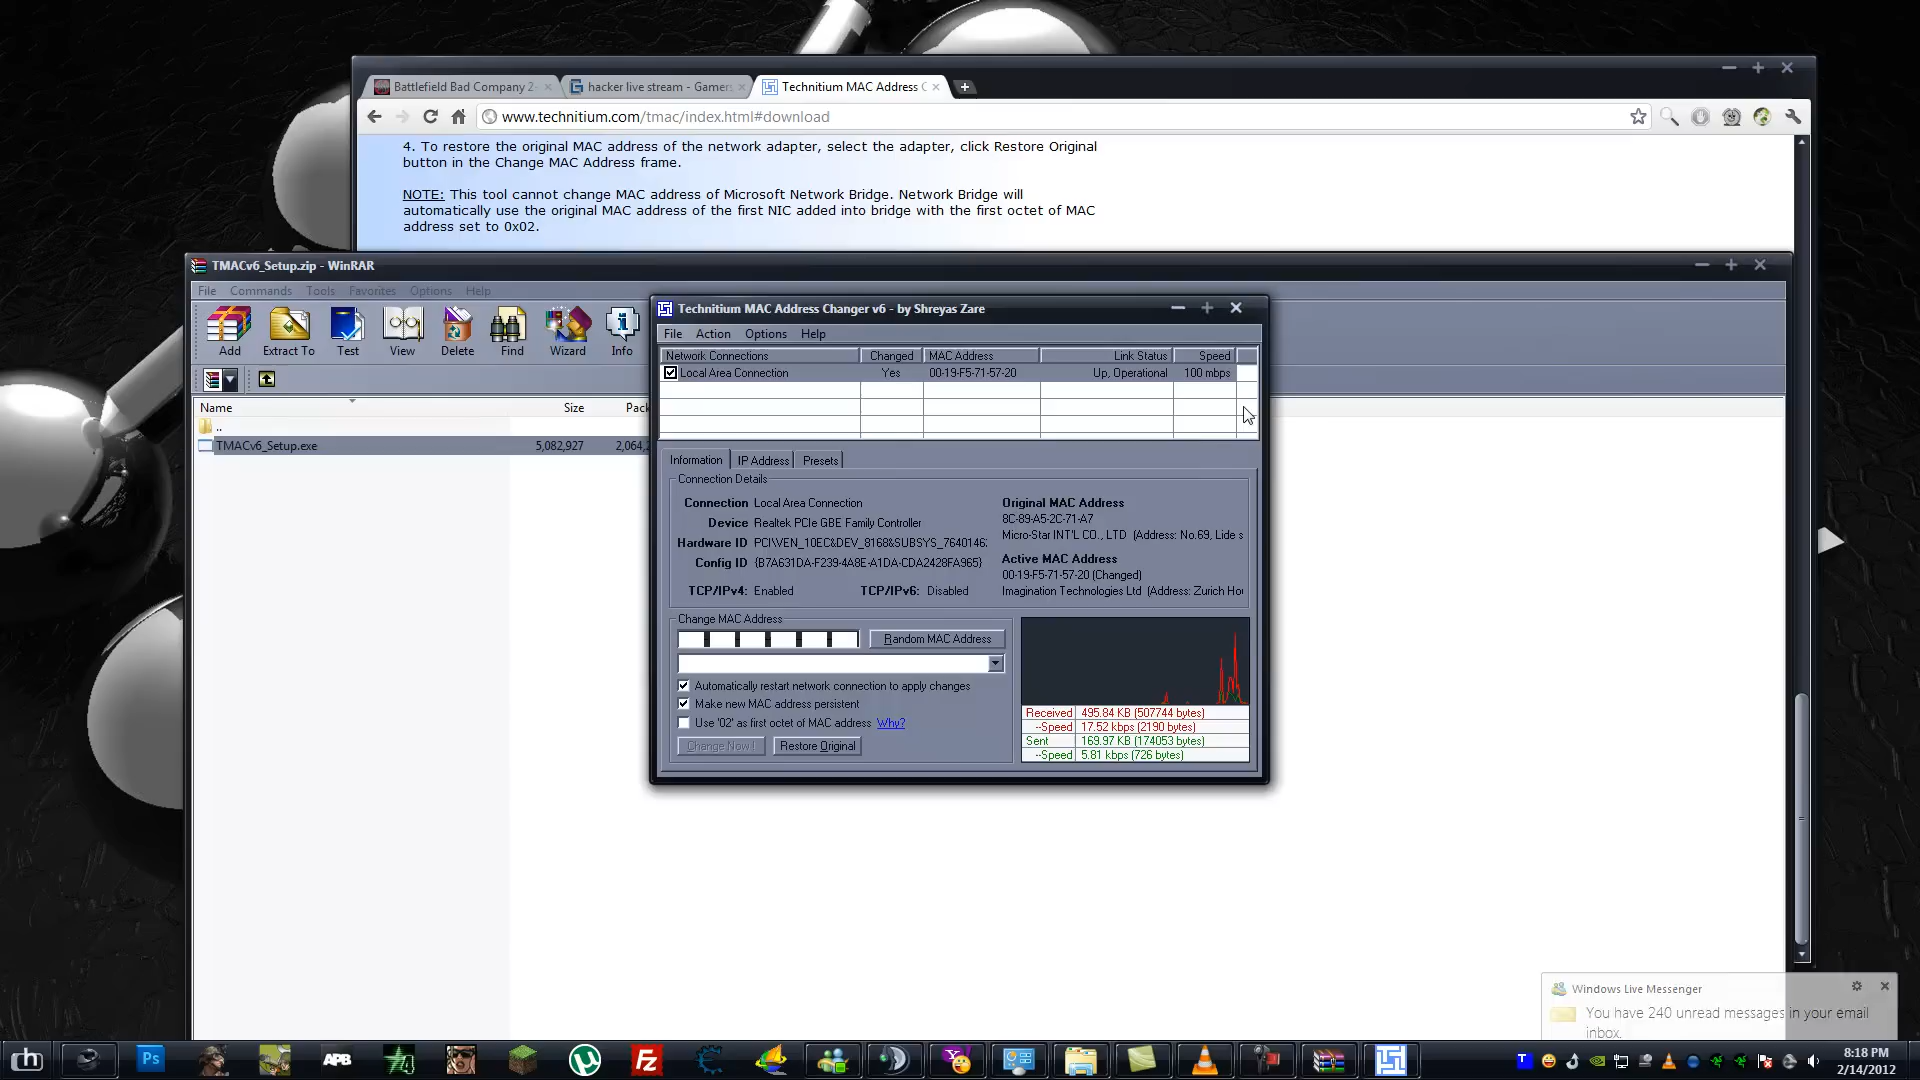 Battlefield Bad Company 2-
hacker live stream - Gamers
Technitium MAC Address C
www.technitium.com/tmac/index.html#download
4. To restore the original MAC address of the network adapter, select the adapter, click Restore Original
button in the Change MAC Address frame.
NOTE: This tool cannot change MAC address of Microsoft Network Bridge. Network Bridge will
automatically use the original MAC address of the first NIC added into bridge with the first octet of MAC
address set to 0x02.
TMACv6_Setup.zip - WinRAR
File Commands Tools Favorites Options Help
Add Extract To Test View Delete Find Wizard Info
Name Size Pack
..
TMACv6_Setup.exe 5,082,927 2,064,
Technitium MAC Address Changer v6 - by Shreyas Zare
File Action Options Help
Network Connections Changed MAC Address Link Status Speed
Local Area Connection Yes 00-19-F5-71-57-20 Up, Operational 100 mbps
Information IP Address Presets
Connection Details
Connection Local Area Connection
Device Realtek PCIe GBE Family Controller
Hardware ID PCI\VEN_10EC&DEV_8168&SUBSYS_7640146
Config ID {B7A631DA-F239-4A8E-A1DA-CDA2428FA965}
TCP/IPv4: Enabled TCP/IPv6: Disabled
Original MAC Address
8C-89-A5-2C-71-A7
Micro-Star INT'L CO., LTD (Address: No.69, Lide s
Active MAC Address
00-19-F5-71-57-20 (Changed)
Imagination Technologies Ltd (Address: Zurich Hou
Change MAC Address
Random MAC Address
Automatically restart network connection to apply changes
Make new MAC address persistent
Use '02' as first octet of MAC address Why?
Change Now ! Restore Original
Received 495.84 KB (507744 bytes)
--Speed 17.52 kbps (2190 bytes)
Sent 169.97 KB (174053 bytes)
--Speed 5.81 kbps (726 bytes)
Windows Live Messenger
You have 240 unread messages in your email
inbox.
Ps
APB
Fz
T
8:18 PM
2/14/2012